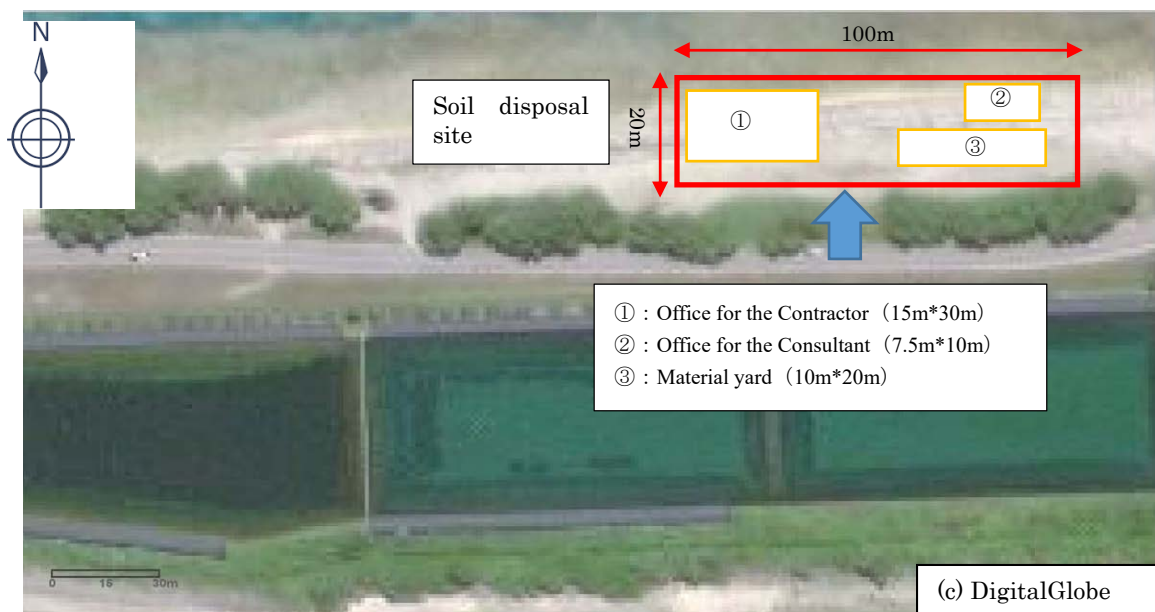 N
100m
20m
Soil disposal
site
①
②
③
①：Office for the Contractor（15m*30m）
②：Office for the Consultant（7.5m*10m）
③：Material yard（10m*20m）
0 15 30m
(c) DigitalGlobe